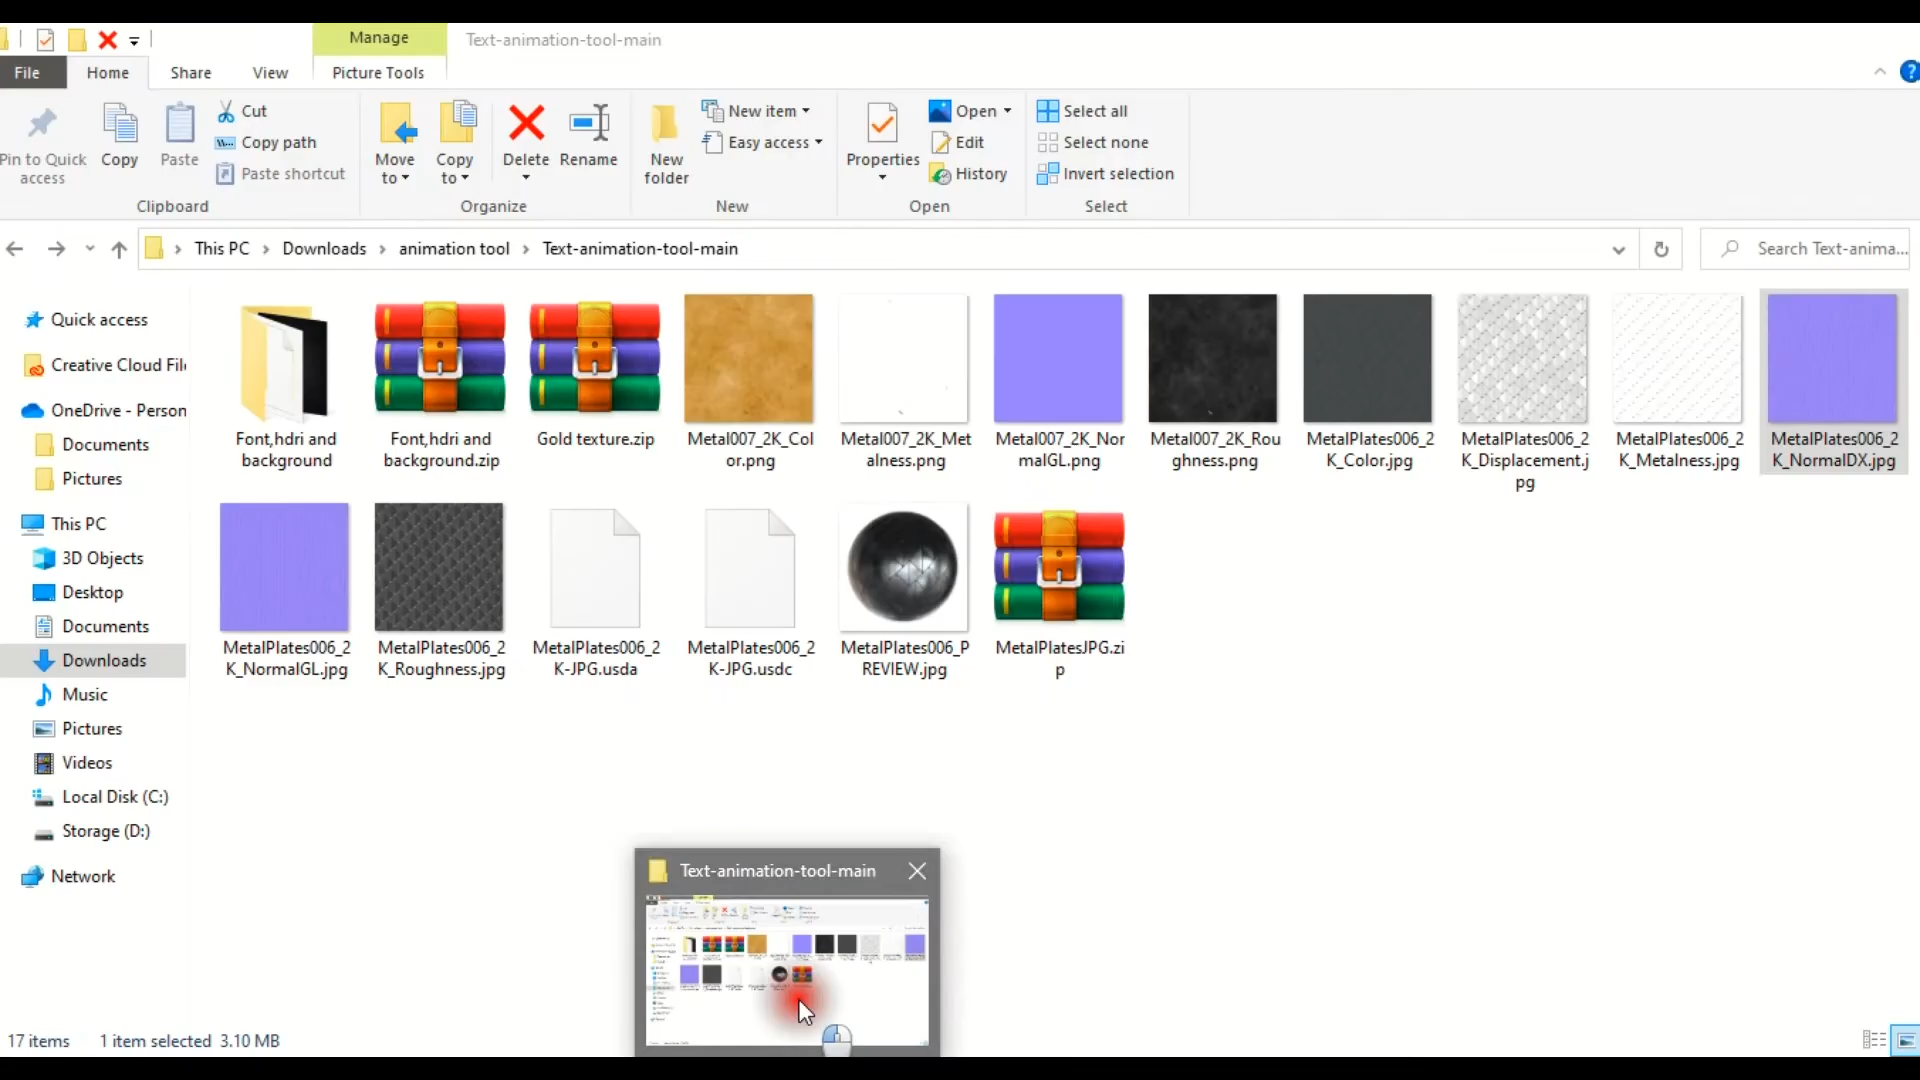 Manage
Text-animation-tool-main
File
Home
Share
View
Picture Tools
Pin to Quick
access
Copy
Paste
Cut
Copy path
Paste shortcut
Clipboard
Move
to
Copy
to
Delete
Rename
Organize
New
folder
New item
Easy access
New
Properties
Open
Edit
History
Open
Select all
Select none
Invert selection
Select
This PC
Downloads
animation tool
Text-animation-tool-main
Search Text-anima...
Quick access
Creative Cloud File
OneDrive - Person
Documents
Pictures
This PC
3D Objects
Desktop
Documents
Downloads
Music
Pictures
Videos
Local Disk (C:)
Storage (D:)
Network
Font,hdri and
background
Font,hdri and
background.zip
Gold texture.zip
Metal007_2K_Col
or.png
Metal007_2K_Met
alness.png
Metal007_2K_Nor
malGL.png
Metal007_2K_Rou
ghness.png
MetalPlates006_2
K_Color.jpg
MetalPlates006_2
K_Displacement.j
pg
MetalPlates006_2
K_Metalness.jpg
MetalPlates006_2
K_NormalDX.jpg
MetalPlates006_2
K_NormalGL.jpg
MetalPlates006_2
K_Roughness.jpg
MetalPlates006_2
K-JPG.usda
MetalPlates006_2
K-JPG.usdc
MetalPlates006_P
REVIEW.jpg
MetalPlatesJPG.zi
p
Text-animation-tool-main
17 items
1 item selected 3.10 MB